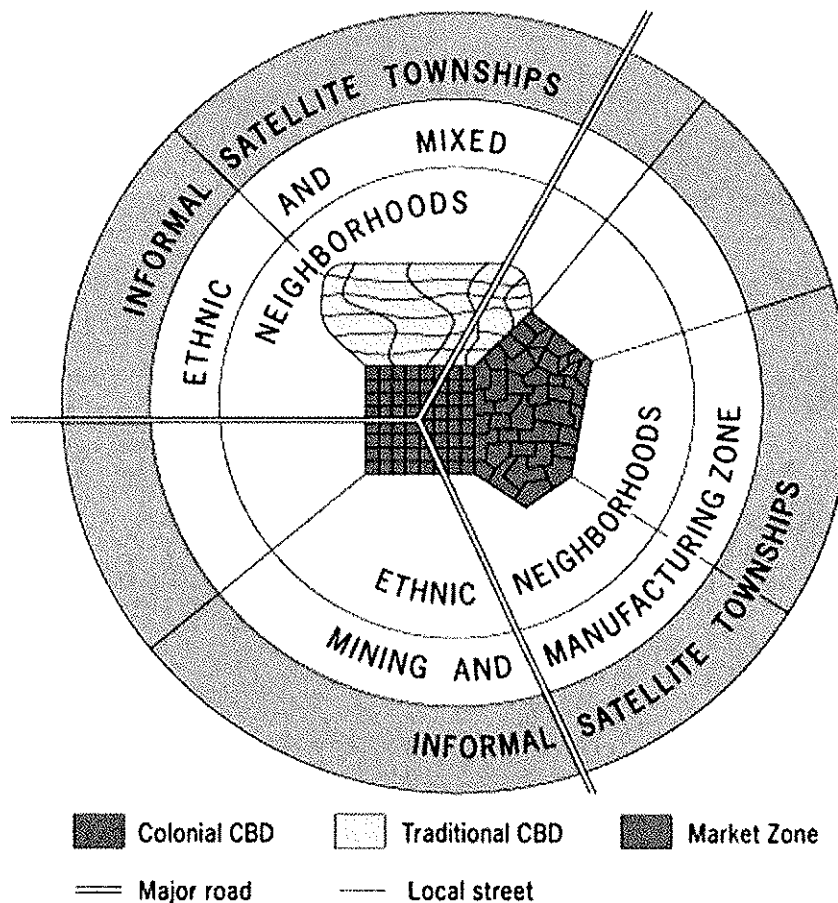 INFORMAL SATELLITE TOWNSHIPS
ETHNIC AND MIXED
NEIGHBORHOODS
ETHNIC NEIGHBORHOODS
MINING AND MANUFACTURING ZONE
INFORMAL SATELLITE TOWNSHIPS
Colonial CBD
Traditional CBD
Market Zone
Major road
Local street